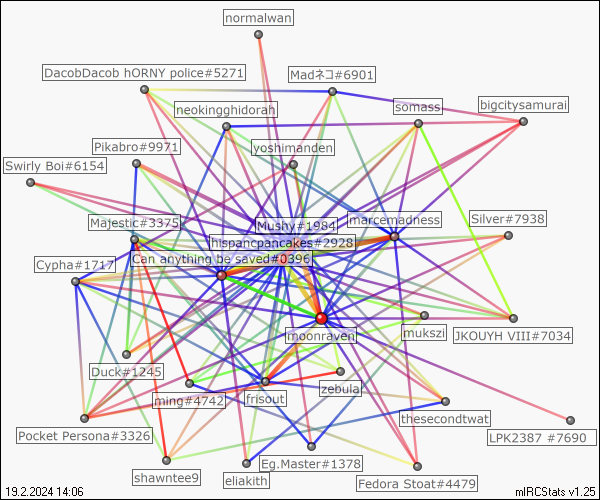 normalwan
DacobDacob hORNY police#5271
Madネコ#6901
neokingghidorah
somass
bigcitysamurai
Pikabro#9971
yoshimanden
Swirly Boi#6154
Majestic#3375
Mushy#1984
marcemadness
Silver#7938
hispancpancakes#2928
Cypha#1717
Can anything be saved#0396
moonraven
mukszi
JKOUYH VIII#7034
Duck#1245
ming#4742
frisout
zebula
thesecondtwat
Pocket Persona#3326
LPK2387 #7690
shawntee9
eliakith
Eg.Master#1378
Fedora Stoat#4479
19.2.2024 14:06
mIRCStats v1.25